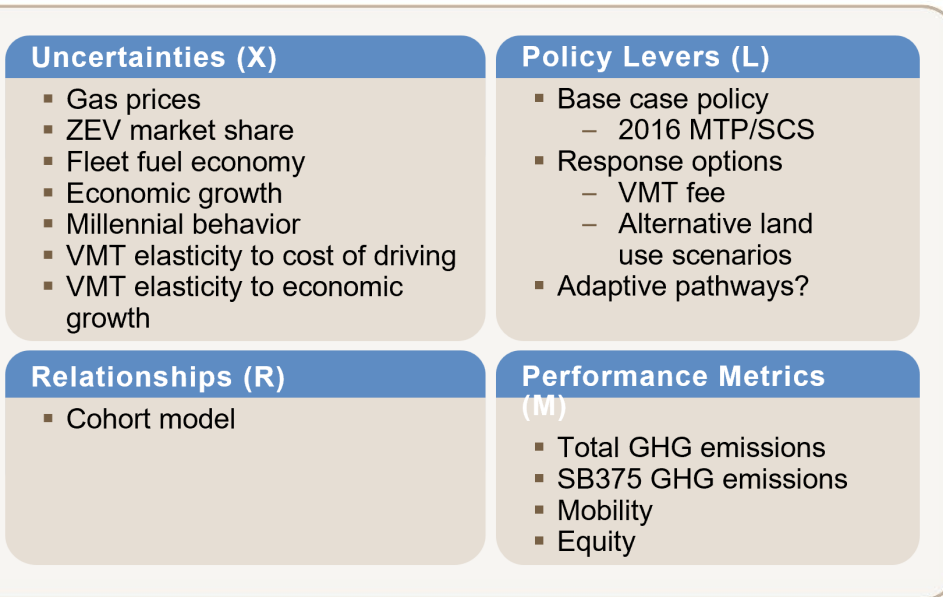 Uncertainties (X)
▪ Gas prices
▪ ZEV market share
▪ Fleet fuel economy
▪ Economic growth
▪ Millennial behavior
▪ VMT elasticity to cost of driving
▪ VMT elasticity to economic
growth
Policy Levers (L)
▪ Base case policy
– 2016 MTP/SCS
▪ Response options
– VMT fee
– Alternative land
use scenarios
▪ Adaptive pathways?
Relationships (R)
▪ Cohort model
Performance Metrics
(M)
▪ Total GHG emissions
▪ SB375 GHG emissions
▪ Mobility
▪ Equity